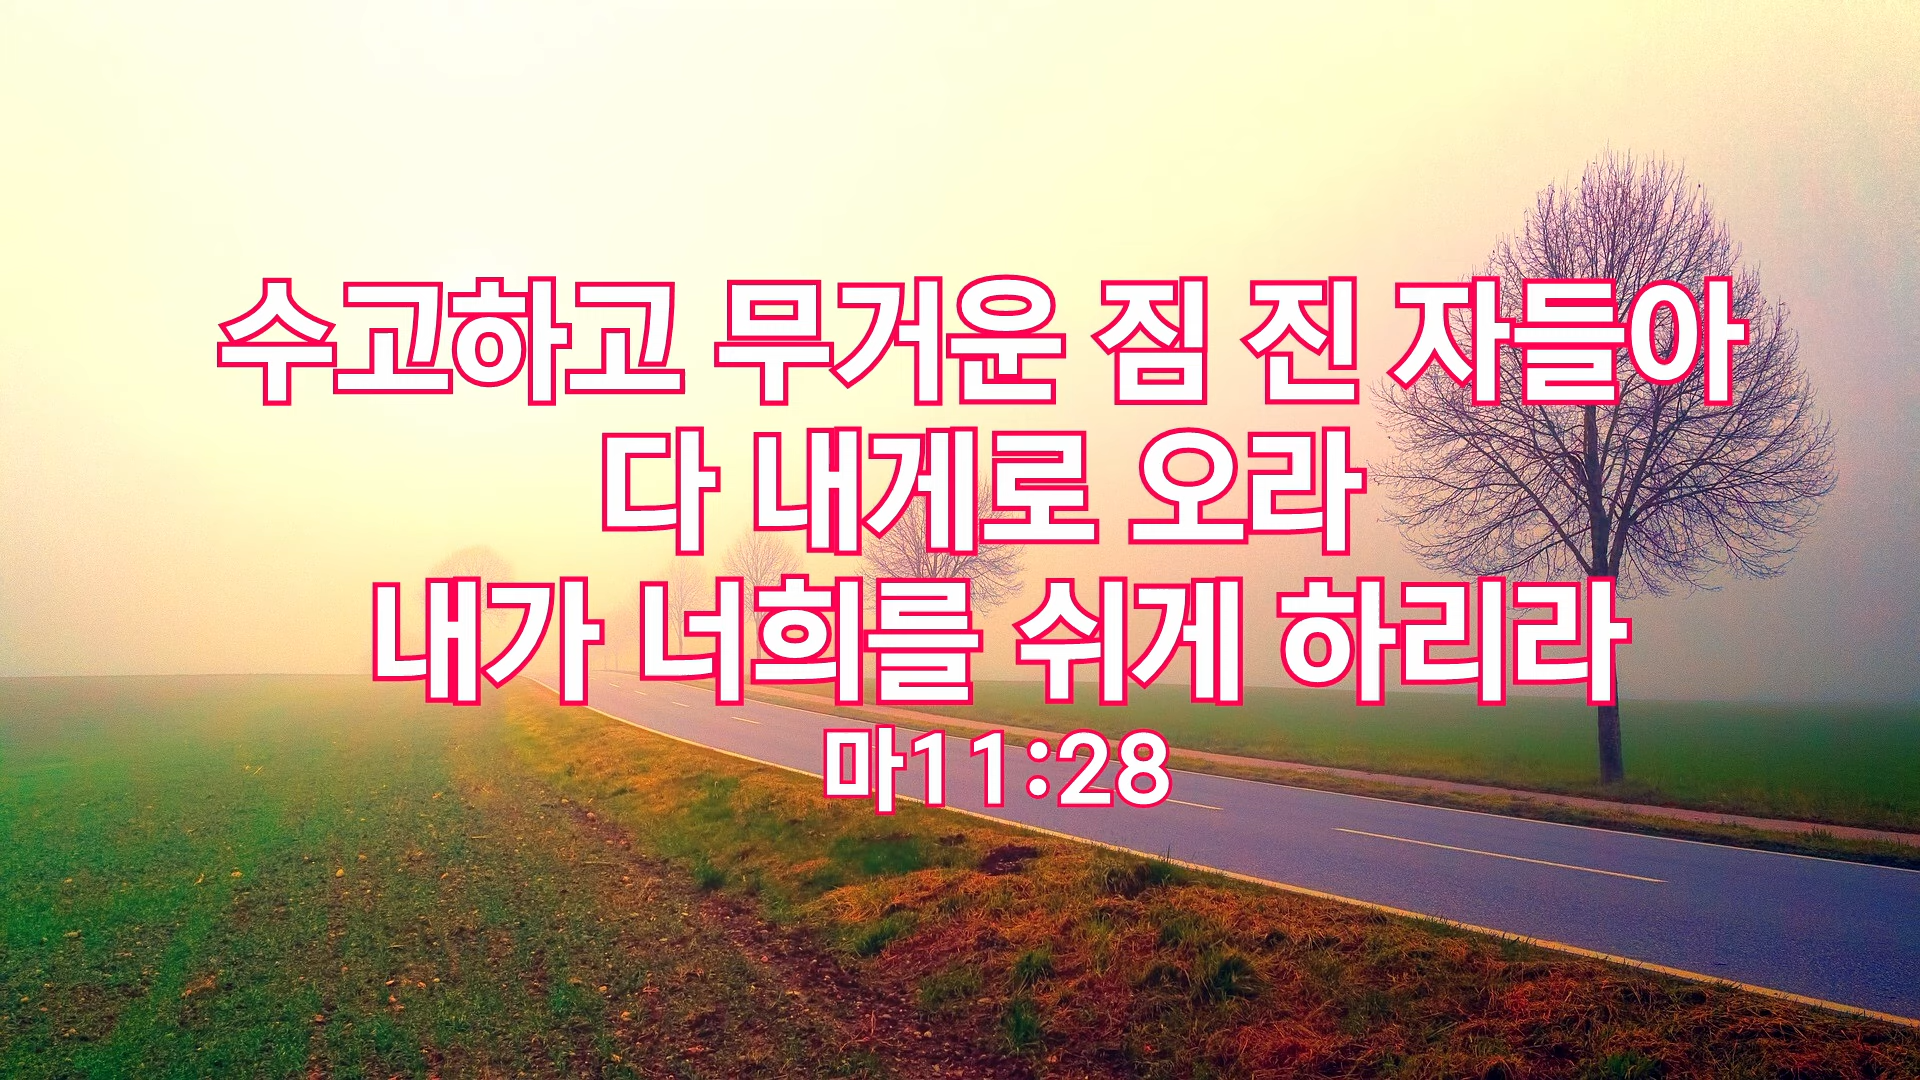 수고하고 무거운 짐 진 자들아
다 내게로 오라
내가 너희를 쉬게 하리라
마11:28